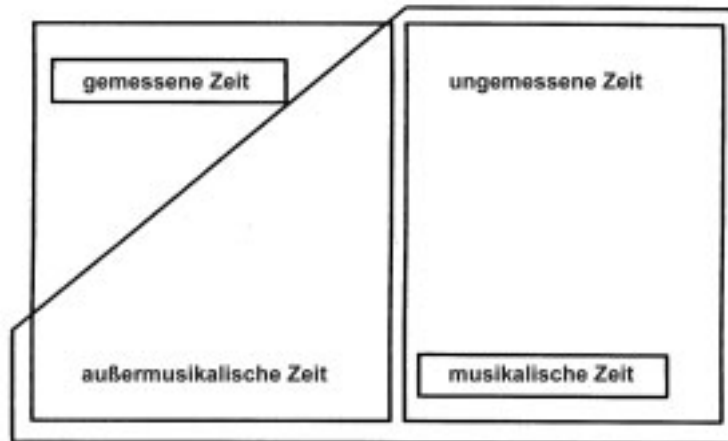 gemessene Zeit
ungemessene Zeit
außermusikalische Zeit
musikalische Zeit